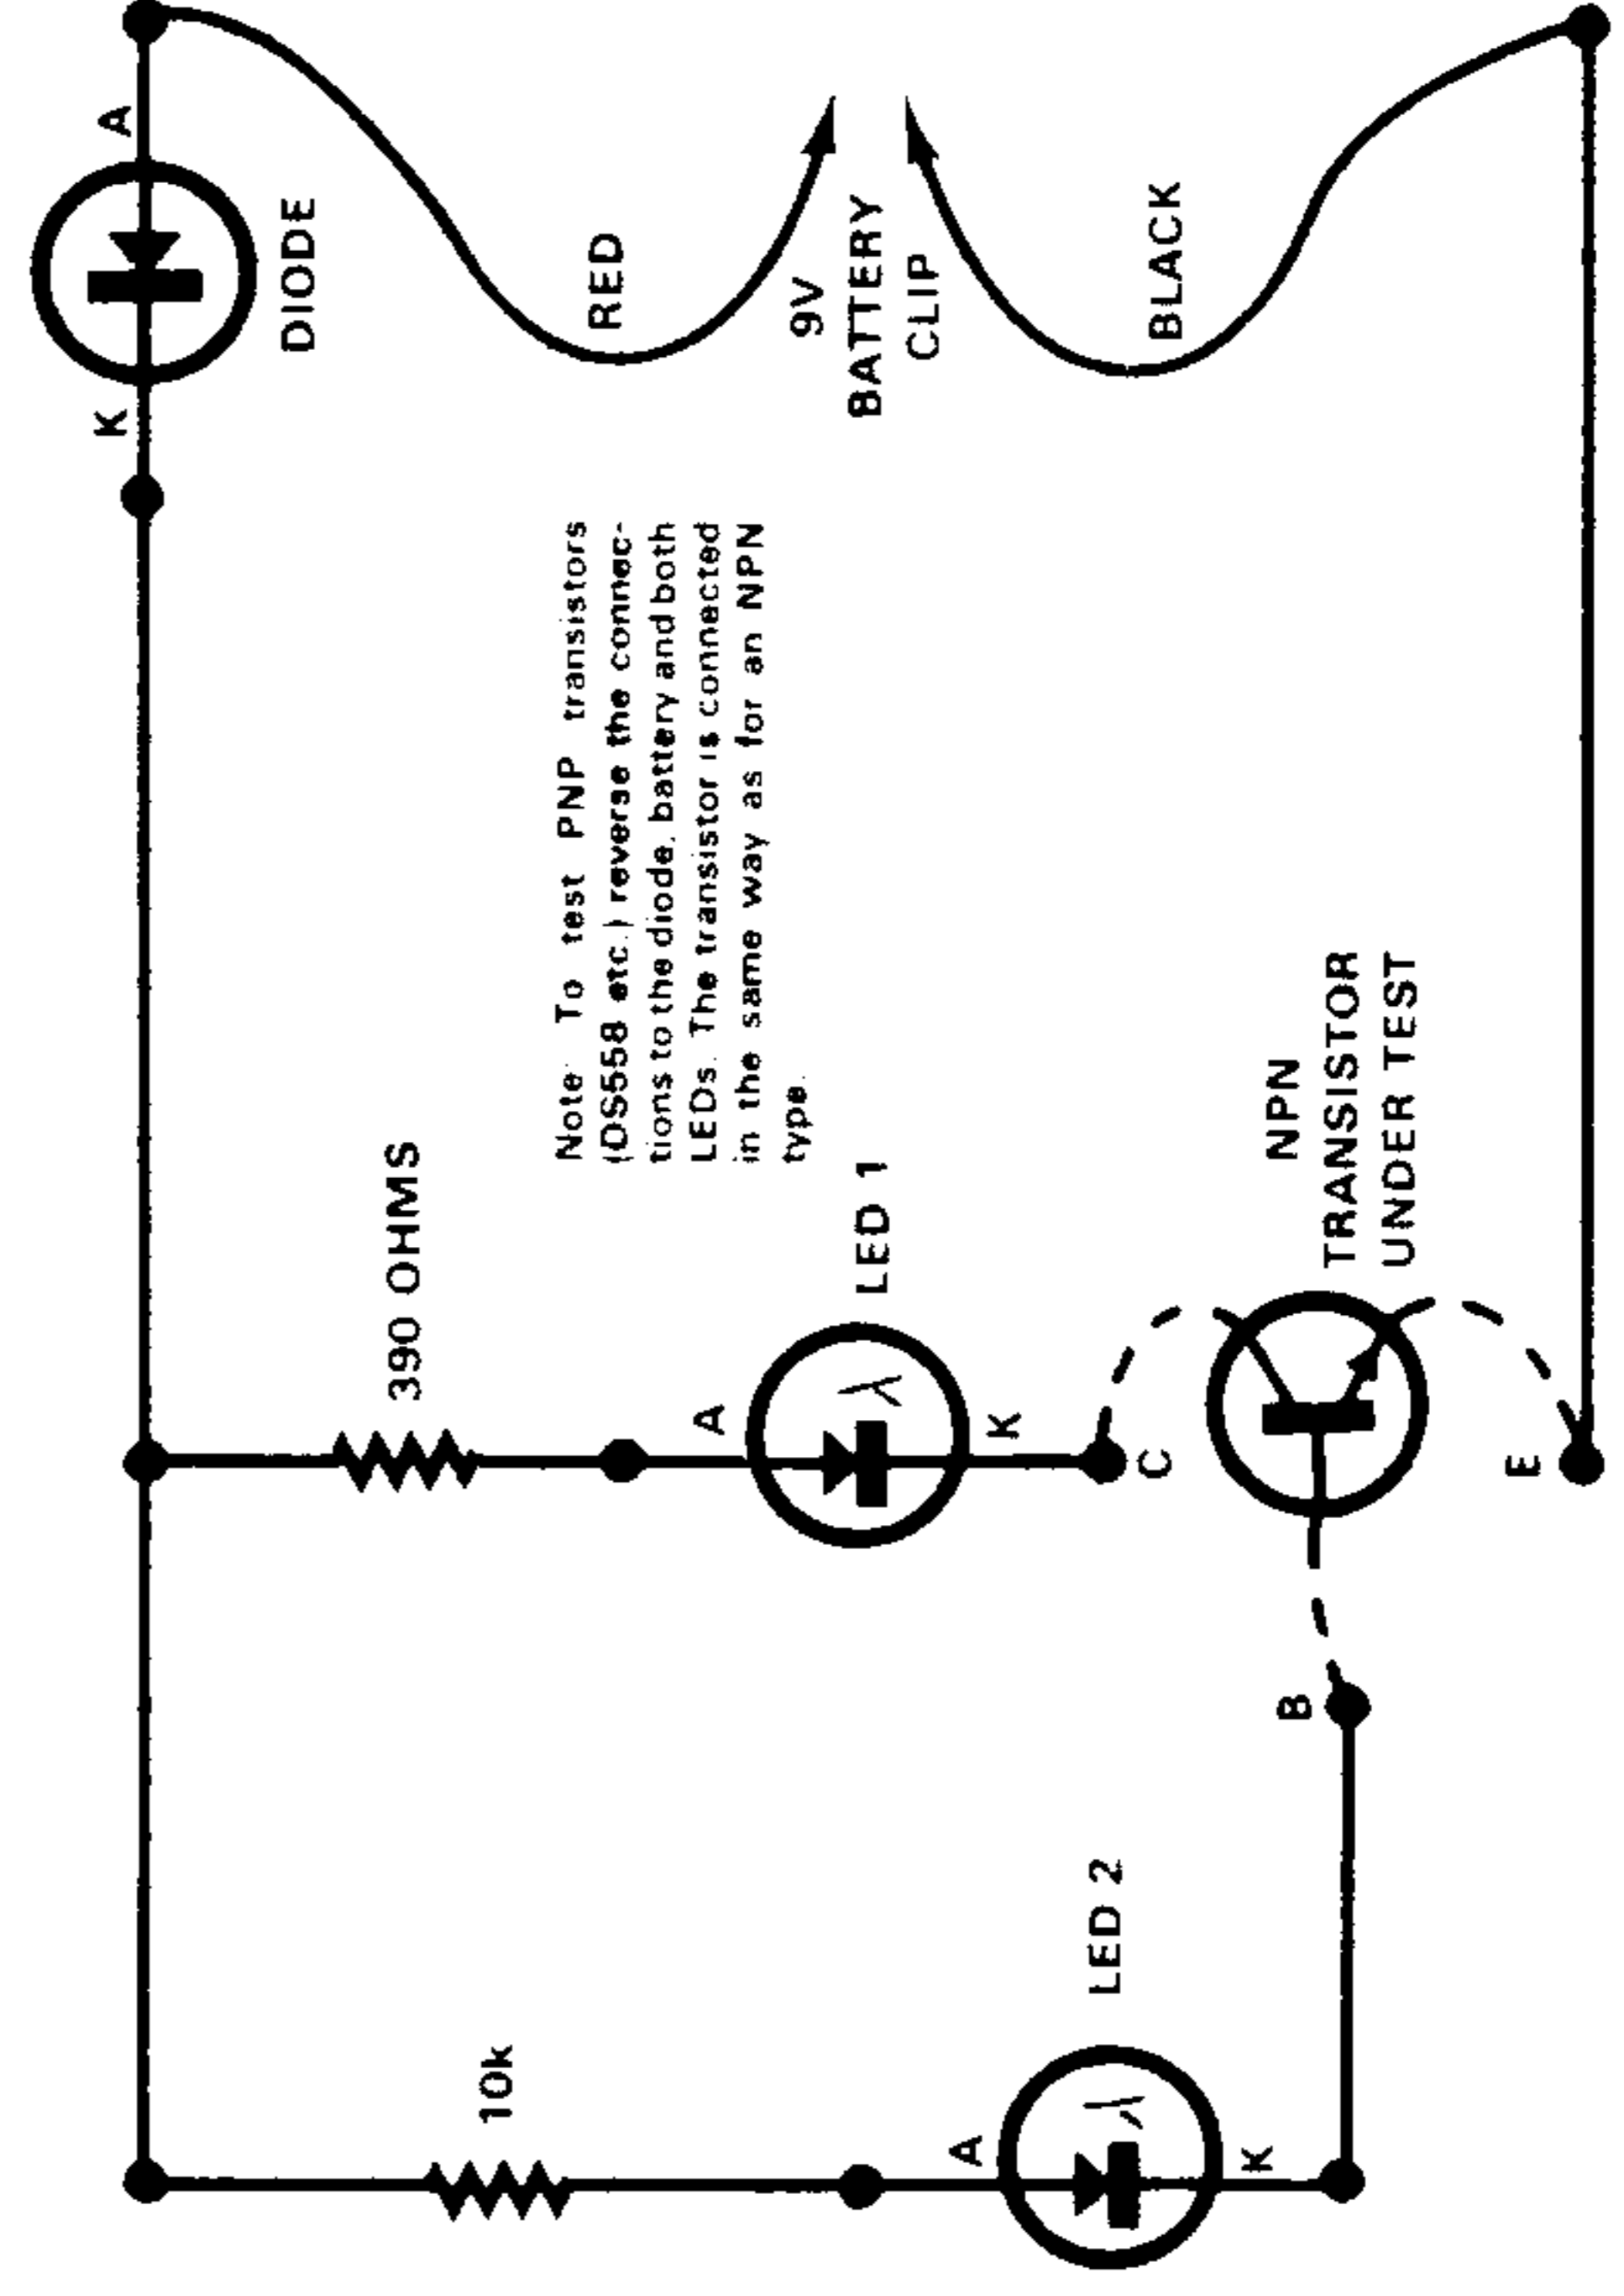 K
A
DIODE
390 OHMS
10k
RED
Note: To test PNP transistors
(DS558 etc.) reverse the connec-
tions to the diode, battery and both
LEDs. The transistor is connected
in the same way as for an NPN
type.
9V
BATTERY
CLIP
A
LED 1
K
A
LED 2
K
BLACK
C
B
E
NPN
TRANSISTOR
UNDER TEST